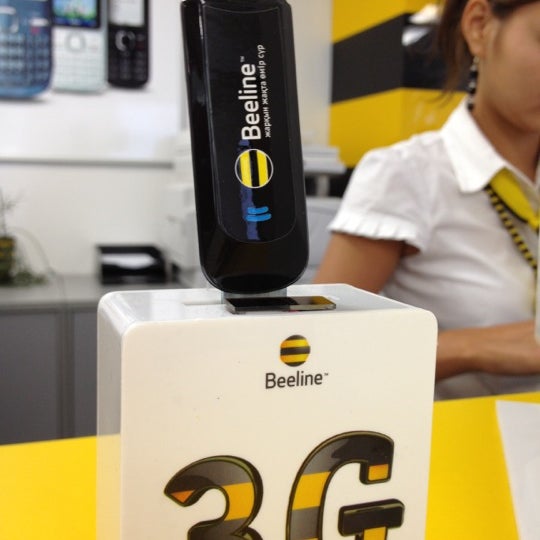 Beeline™
жарқын жақта өмір сүр
Beeline™
3G